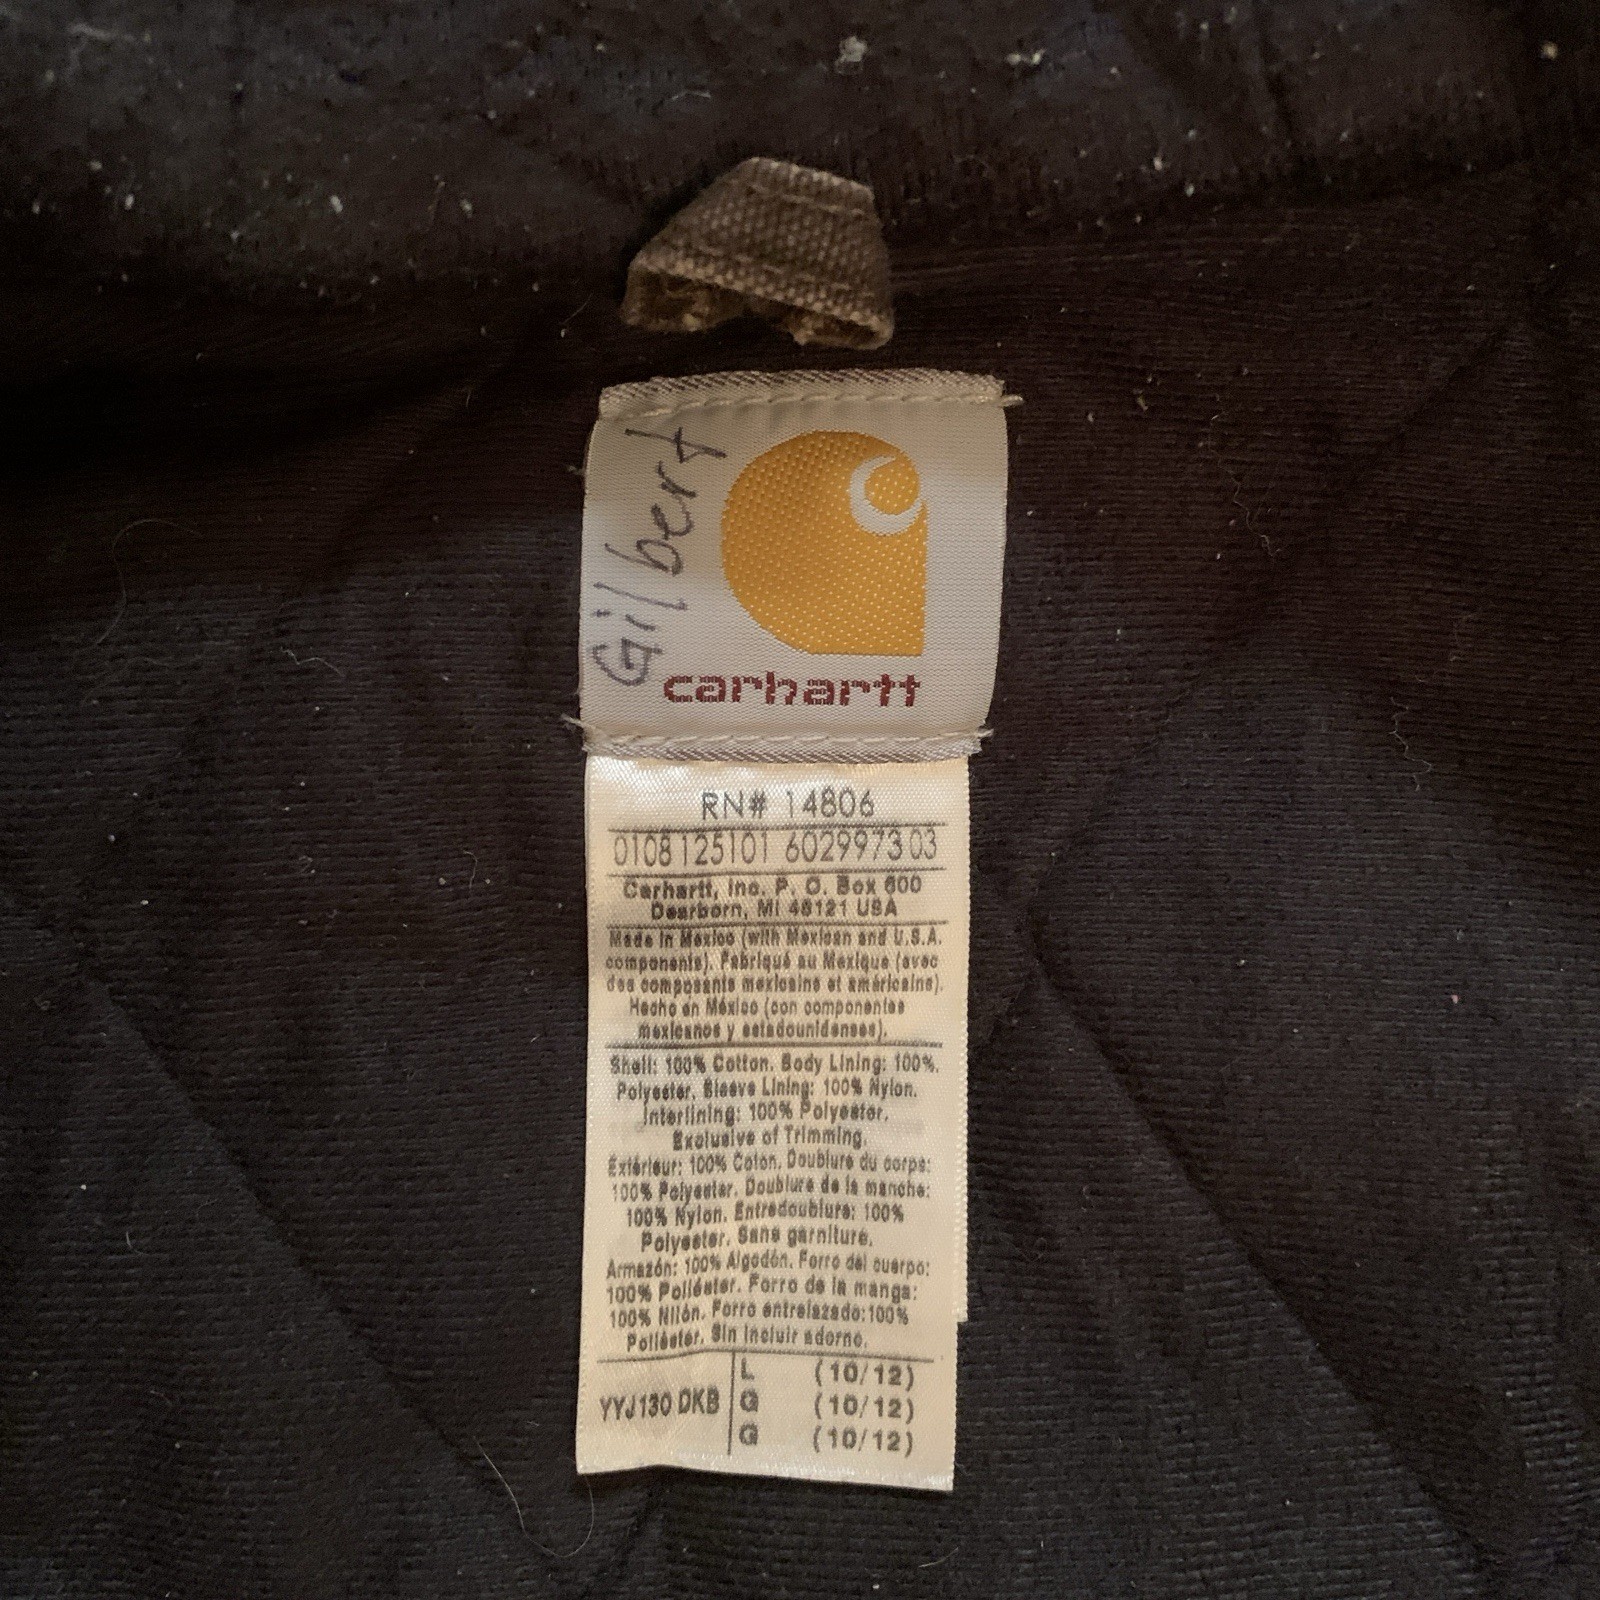 Gilbert
carhartt
RN# 14806
0108125101 6029973 03
Carhartt, Inc. P. O. Box 600
Dearborn, MI 48121 USA
Made in Mexico (with Mexican and U.S.A.
components). Fabriqué au Mexique (avec
des composants mexicains et américains).
Hecho en México (con componentes
mexicanos y estadounidenses).
Shell: 100% Cotton. Body Lining: 100%.
Polyester. Sleeve Lining: 100% Nylon.
Interlining: 100% Polyester.
Exclusive of Trimming.
Extérieur: 100% Coton. Doublure du corps:
100% Polyester. Doublure de la manche:
100% Nylon. Entredoublure: 100%
Polyester. Sans garniture.
Armazón: 100% Algodón. Forro del cuerpo:
100% Poliéster. Forro de la manga:
100% Nilón. Forro entrelazado:100%
Poliéster. Sin incluir adorno.
YYJ130 DKB
L (10/12)
G (10/12)
G (10/12)